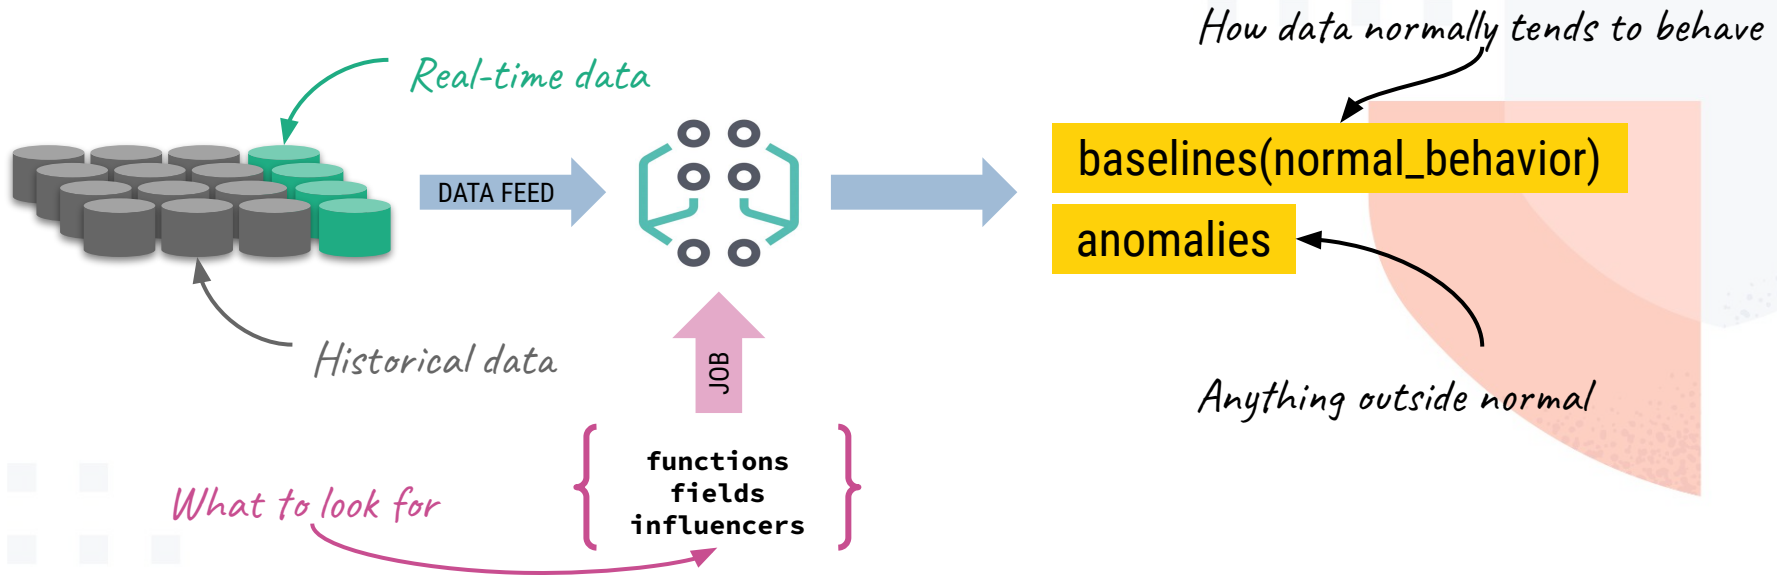 How data normally tends to behave
Real-time data
baselines(normal_behavior)
DATA FEED
anomalies
Historical data
JOB
Anything outside normal
functions
fields
influencers
What to look for